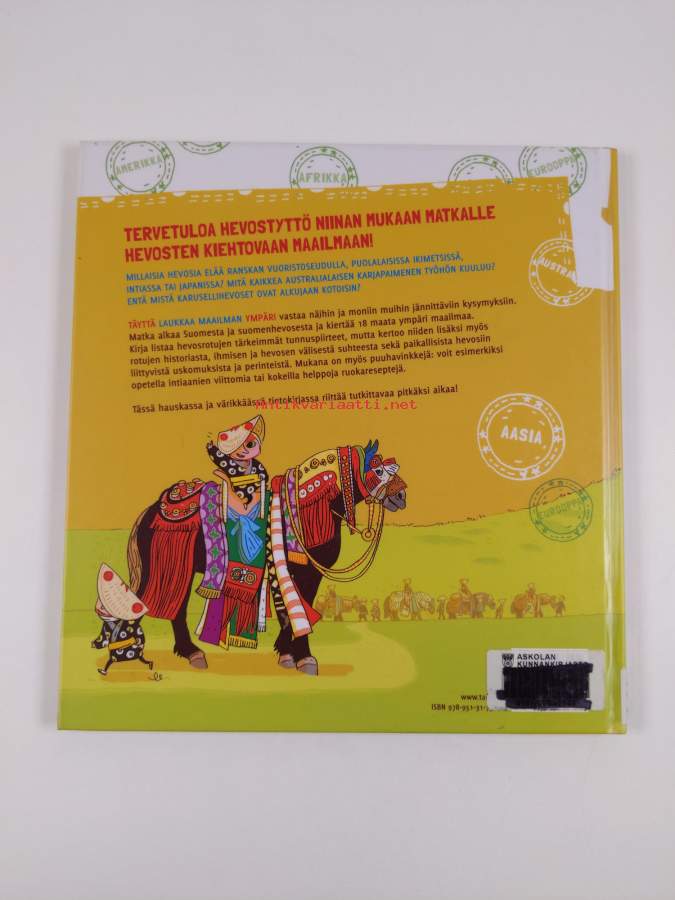 AMERIKKA
AFRIKKA
EUROOPPA
TERVETULOA HEVOSTYTTÖ NIINAN MUKAAN MATKALLE
HEVOSTEN KIEHTOVAAN MAAILMAAN!
AUSTRAL
MILLAISIA HEVOSIA ELÄÄ RANSKAN VUORISTOSEUDULLA, PUOLALAISISSA IKIMETSISSÄ,
INTIASSA TAI JAPANISSA? MITÄ KAIKKEA AUSTRALIALAISEN KARJAPAIMENEN TYÖHÖN KUULUU?
ENTÄ MISTÄ KARUSELLIHEVOSET OVAT ALKUJAAN KOTOISIN?
TÄYTTÄ LAUKKAA MAAILMAN YMPÄRI vastaa näihin ja moniin muihin jännittäviin kysymyksiin.
Matka alkaa Suomesta ja suomenhevosesta ja kiertää 18 maata ympäri maailmaa.
Kirja listaa hevosrotujen tärkeimmät tunnuspiirteet, mutta kertoo niiden lisäksi myös
rotujen historiasta, ihmisen ja hevosen välisestä suhteesta sekä paikallisista hevosiin
liittyvistä uskomuksista ja perinteistä. Mukana on myös puuhavinkkejä: voit esimerkiksi
opetella intiaanien viittomia tai kokeilla helppoja ruokareseptejä.
Tässä hauskassa ja värikkäässä tietokirjassa riittää tutkittavaa pitkäksi aikaa!
Antikvariaatti.net
AASIA
EUROOPPA
ASKOLAN
KUNNANKIRJASTO
www.ta
ISBN 978-951-31-